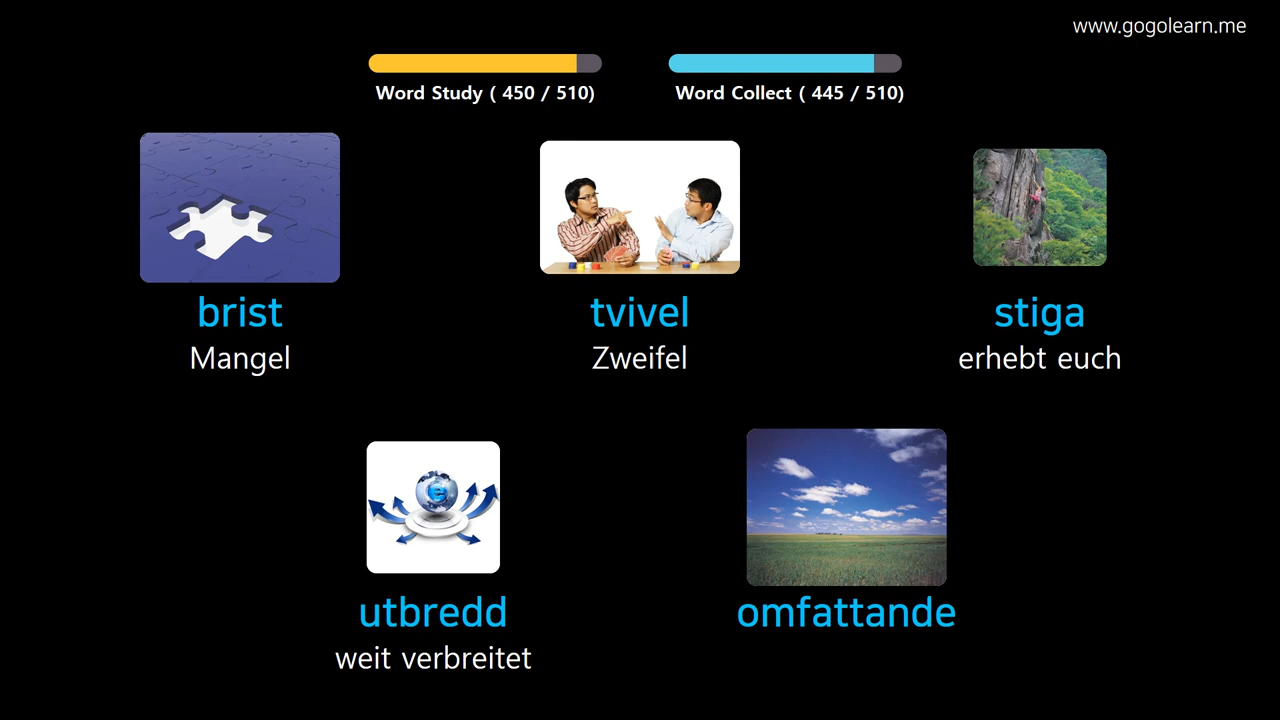 www.gogolearn.me
Word Study ( 450 / 510)
Word Collect ( 445 / 510)
brist
Mangel
tvivel
Zweifel
stiga
erhebt euch
utbredd
weit verbreitet
omfattande